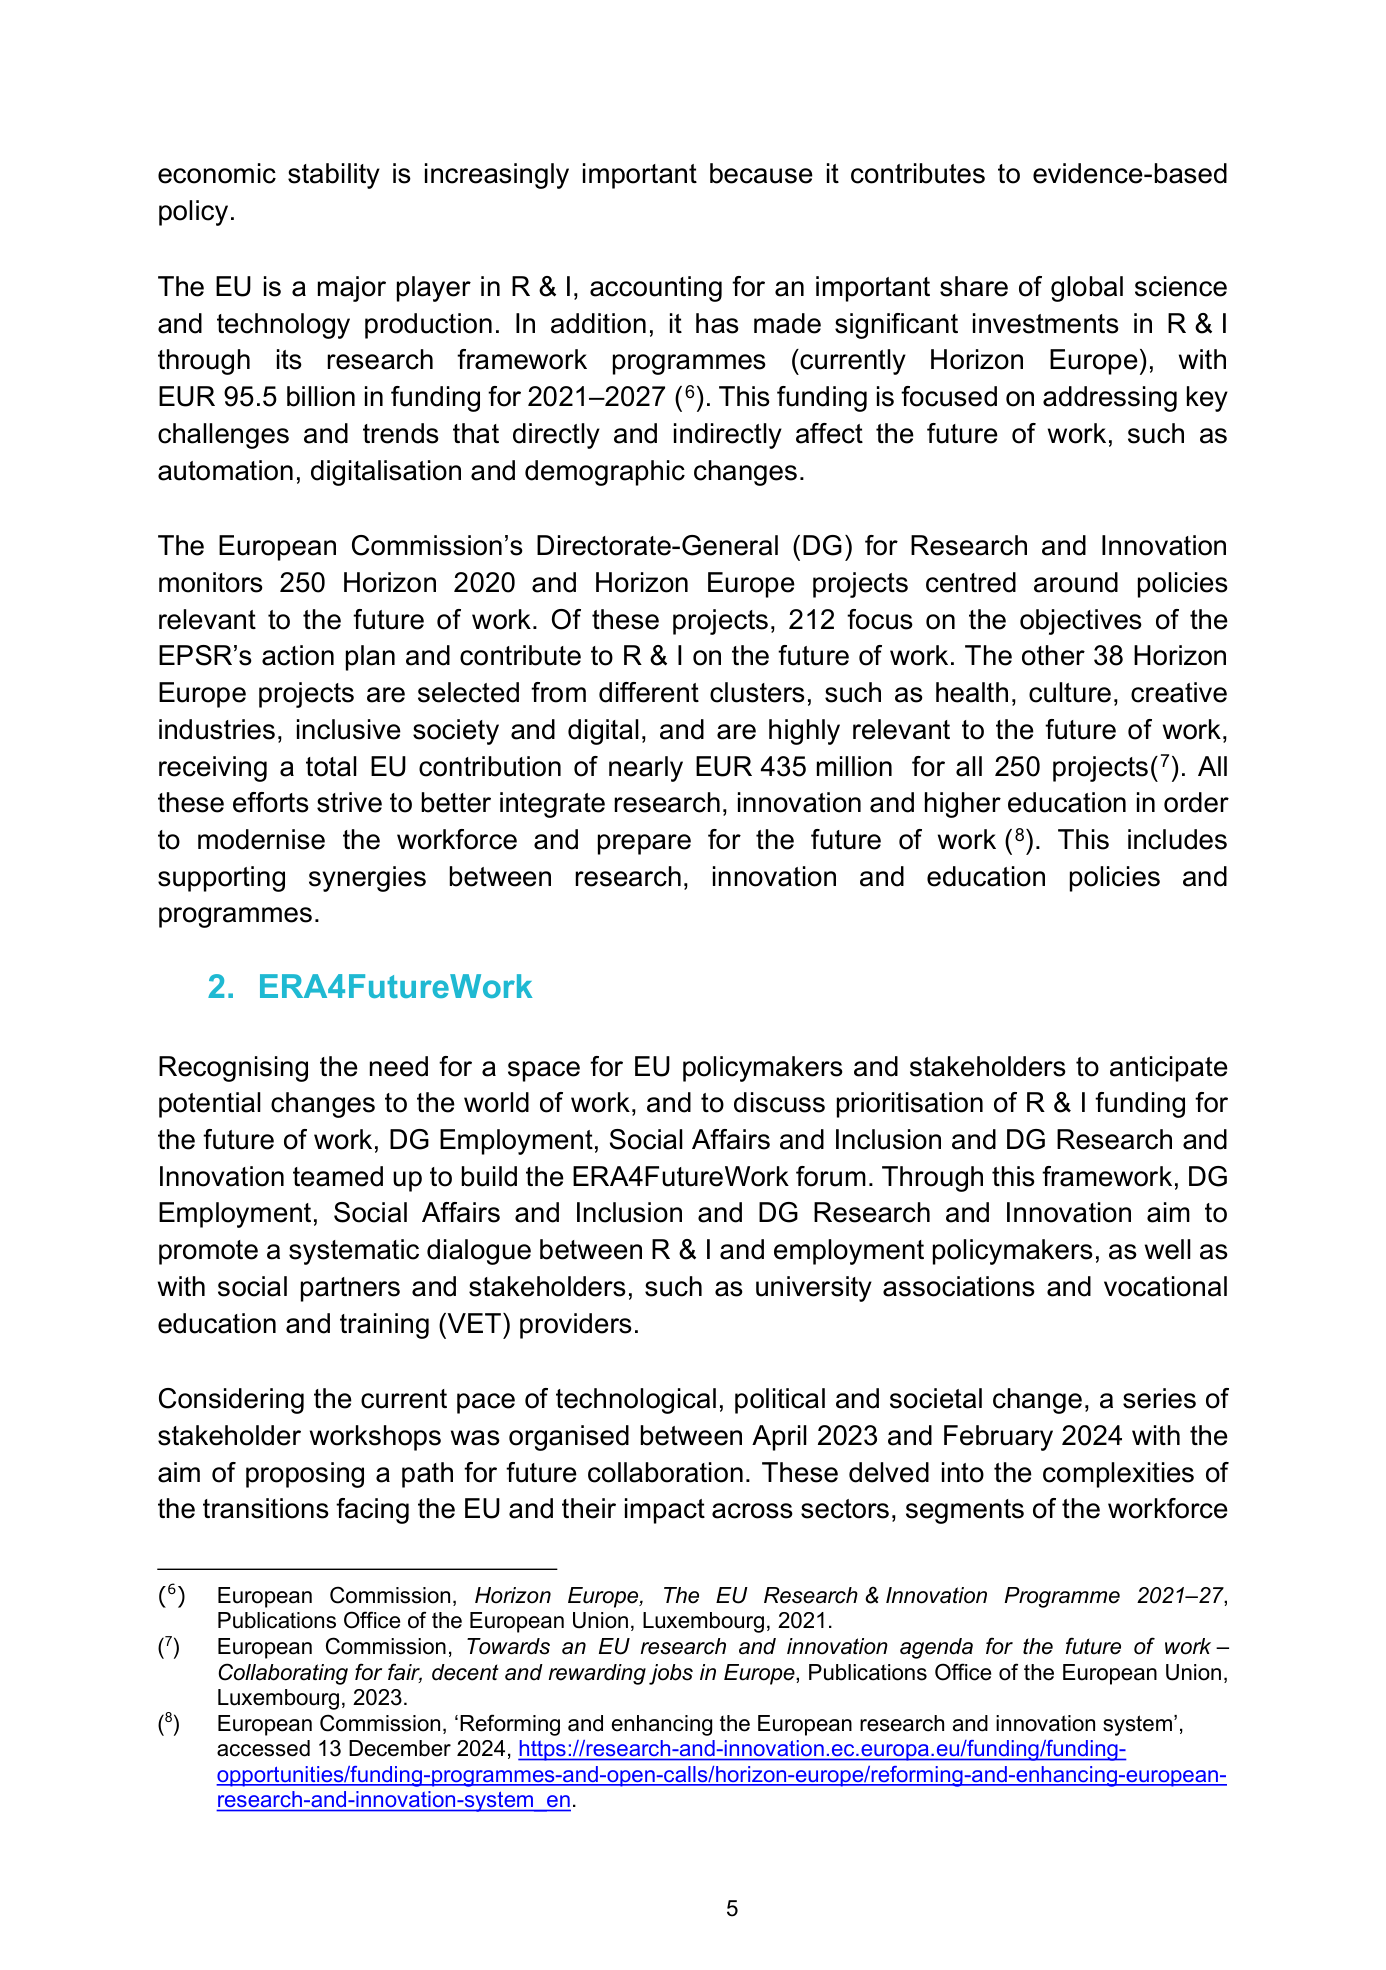 economic stability is increasingly important because it contributes to evidence-based
policy.
The EU is a major player in R & I, accounting for an important share of global science
and technology production. In addition, it has made significant investments in R & I
through its research framework programmes (currently Horizon Europe), with
EUR 95.5 billion in funding for 2021–2027 (⁶). This funding is focused on addressing key
challenges and trends that directly and indirectly affect the future of work, such as
automation, digitalisation and demographic changes.
The European Commission’s Directorate-General (DG) for Research and Innovation
monitors 250 Horizon 2020 and Horizon Europe projects centred around policies
relevant to the future of work. Of these projects, 212 focus on the objectives of the
EPSR’s action plan and contribute to R & I on the future of work. The other 38 Horizon
Europe projects are selected from different clusters, such as health, culture, creative
industries, inclusive society and digital, and are highly relevant to the future of work,
receiving a total EU contribution of nearly EUR 435 million for all 250 projects(⁷). All
these efforts strive to better integrate research, innovation and higher education in order
to modernise the workforce and prepare for the future of work (⁸). This includes
supporting synergies between research, innovation and education policies and
programmes.
2. ERA4FutureWork
Recognising the need for a space for EU policymakers and stakeholders to anticipate
potential changes to the world of work, and to discuss prioritisation of R & I funding for
the future of work, DG Employment, Social Affairs and Inclusion and DG Research and
Innovation teamed up to build the ERA4FutureWork forum. Through this framework, DG
Employment, Social Affairs and Inclusion and DG Research and Innovation aim to
promote a systematic dialogue between R & I and employment policymakers, as well as
with social partners and stakeholders, such as university associations and vocational
education and training (VET) providers.
Considering the current pace of technological, political and societal change, a series of
stakeholder workshops was organised between April 2023 and February 2024 with the
aim of proposing a path for future collaboration. These delved into the complexities of
the transitions facing the EU and their impact across sectors, segments of the workforce
(⁶) European Commission, Horizon Europe, The EU Research & Innovation Programme 2021–27,
Publications Office of the European Union, Luxembourg, 2021.
(⁷) European Commission, Towards an EU research and innovation agenda for the future of work –
Collaborating for fair, decent and rewarding jobs in Europe, Publications Office of the European Union,
Luxembourg, 2023.
(⁸) European Commission, ‘Reforming and enhancing the European research and innovation system’,
accessed 13 December 2024, https://research-and-innovation.ec.europa.eu/funding/funding-
opportunities/funding-programmes-and-open-calls/horizon-europe/reforming-and-enhancing-european-
research-and-innovation-system_en.
5